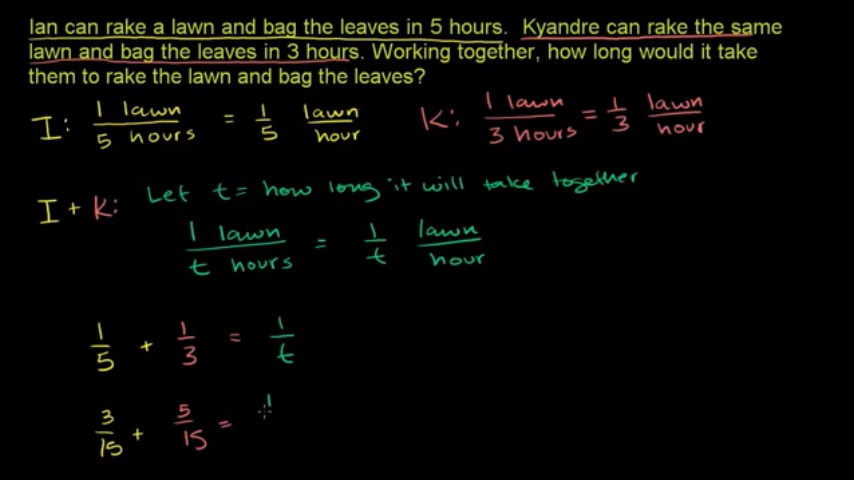 Ian can rake a lawn and bag the leaves in 5 hours. Kyandre can rake the same
lawn and bag the leaves in 3 hours. Working together, how long would it take
them to rake the lawn and bag the leaves?
I: 1 lawn / 5 hours = 1/5 lawn / hour K: 1 lawn / 3 hours = 1/3 lawn / hour
I + K: Let t = how long it will take together
1 lawn / t hours = 1/t lawn / hour
1/5 + 1/3 = 1/t
3/15 + 5/15 = 1